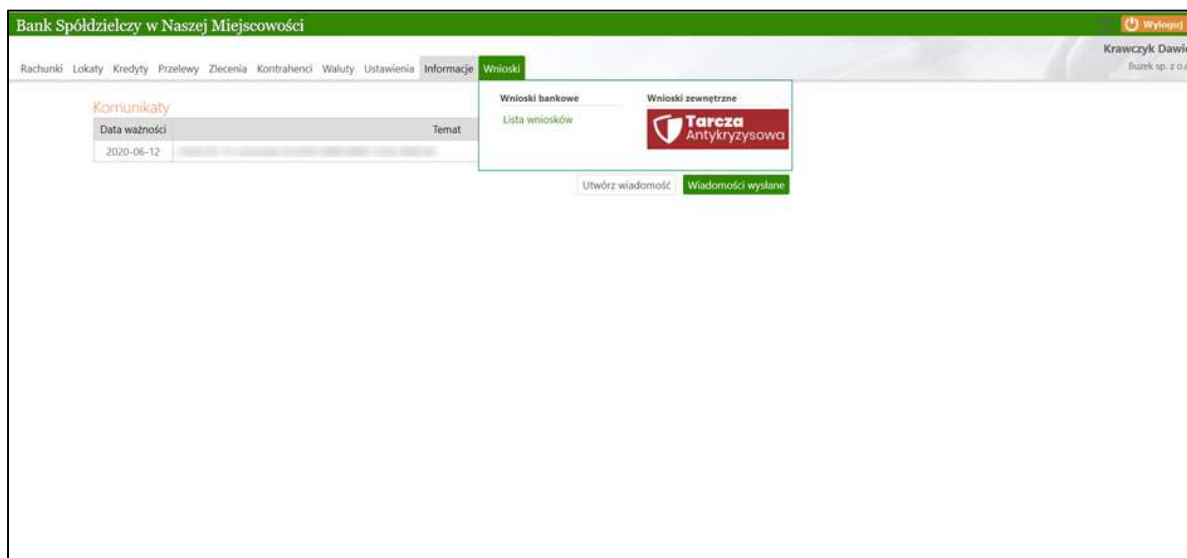 Bank Spółdzielczy w Naszej Miejscowości
Wyloguj
Krawczyk Dawid
Buzek sp. z o.o
Rachunki Lokaty Kredyty Przelewy Zlecenia Kontrahenci Waluty Ustawienia Informacje Wnioski
Wnioski bankowe
Lista wniosków
Wnioski zewnętrzne
Tarcza
Antykryzysowa
Komunikaty
Data ważności Temat
2020-06-12
Utwórz wiadomość Wiadomości wysłane